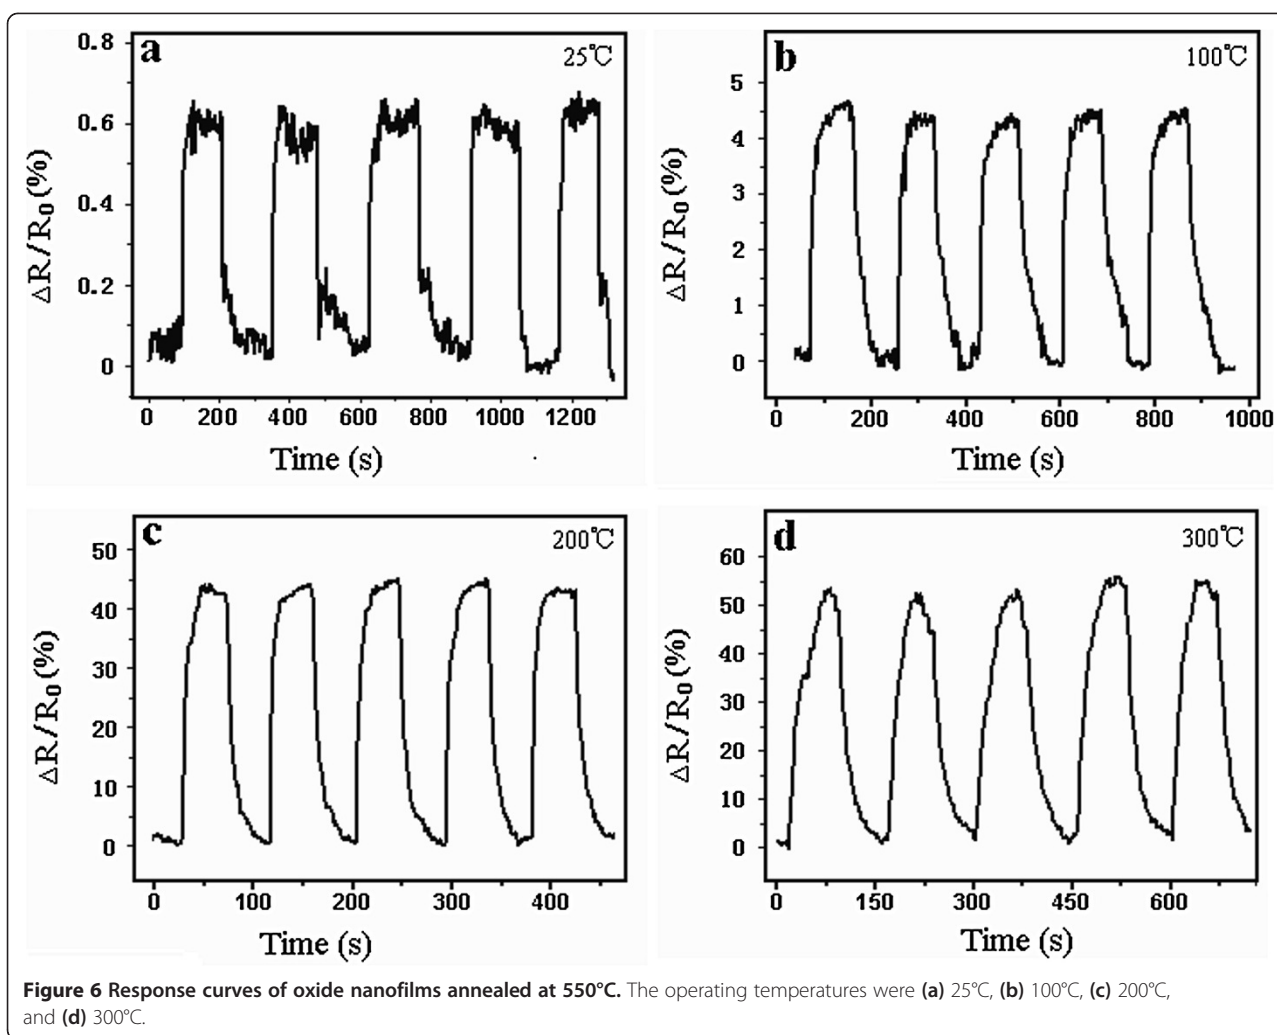 a
25℃
0.8
0.6
0.4
0.2
0
ΔR/R₀(%)
0 200 400 600 800 1000 1200
Time (s)
b
100℃
5
4
3
2
1
0
ΔR/R₀(%)
0 200 400 600 800 1000
Time (s)
c
200℃
50
40
30
20
10
0
ΔR/R₀(%)
0 100 200 300 400
Time (s)
d
300℃
60
50
40
30
20
10
0
ΔR/R₀(%)
0 150 300 450 600
Time (s)
Figure 6 Response curves of oxide nanofilms annealed at 550°C. The operating temperatures were (a) 25°C, (b) 100°C, (c) 200°C,
and (d) 300°C.